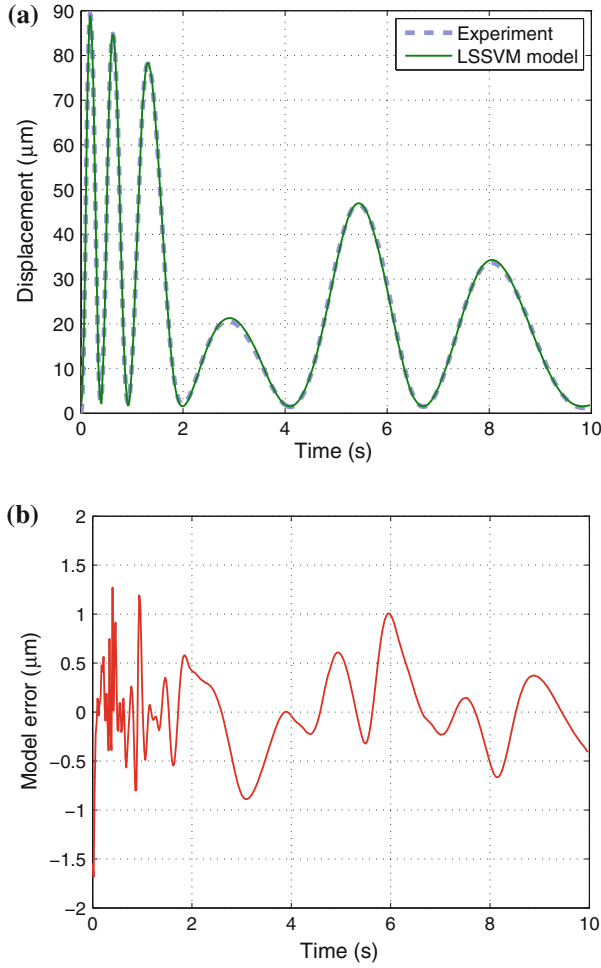 (a)
90
80
70
60
50
40
30
20
10
0
Displacement (μm)
Experiment
LSSVM model
0 2 4 6 8 10
Time (s)
(b)
2
1.5
1
0.5
0
−0.5
−1
−1.5
−2
Model error (μm)
0 2 4 6 8 10
Time (s)